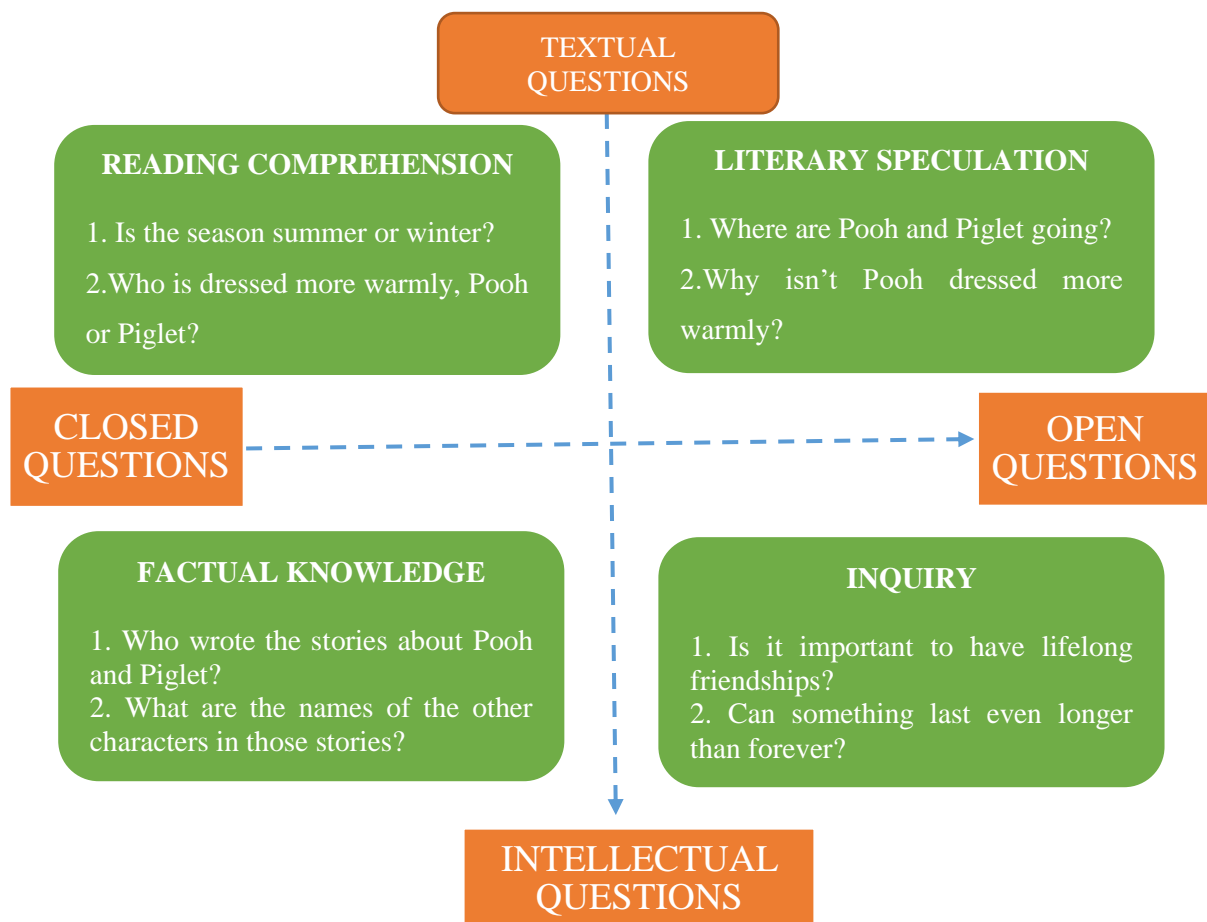 TEXTUAL
QUESTIONS
READING COMPREHENSION
1. Is the season summer or winter?
2.Who is dressed more warmly, Pooh
or Piglet?
LITERARY SPECULATION
1. Where are Pooh and Piglet going?
2.Why isn’t Pooh dressed more
warmly?
CLOSED
QUESTIONS
OPEN
QUESTIONS
FACTUAL KNOWLEDGE
1. Who wrote the stories about Pooh
and Piglet?
2. What are the names of the other
characters in those stories?
INQUIRY
1. Is it important to have lifelong
friendships?
2. Can something last even longer
than forever?
INTELLECTUAL
QUESTIONS